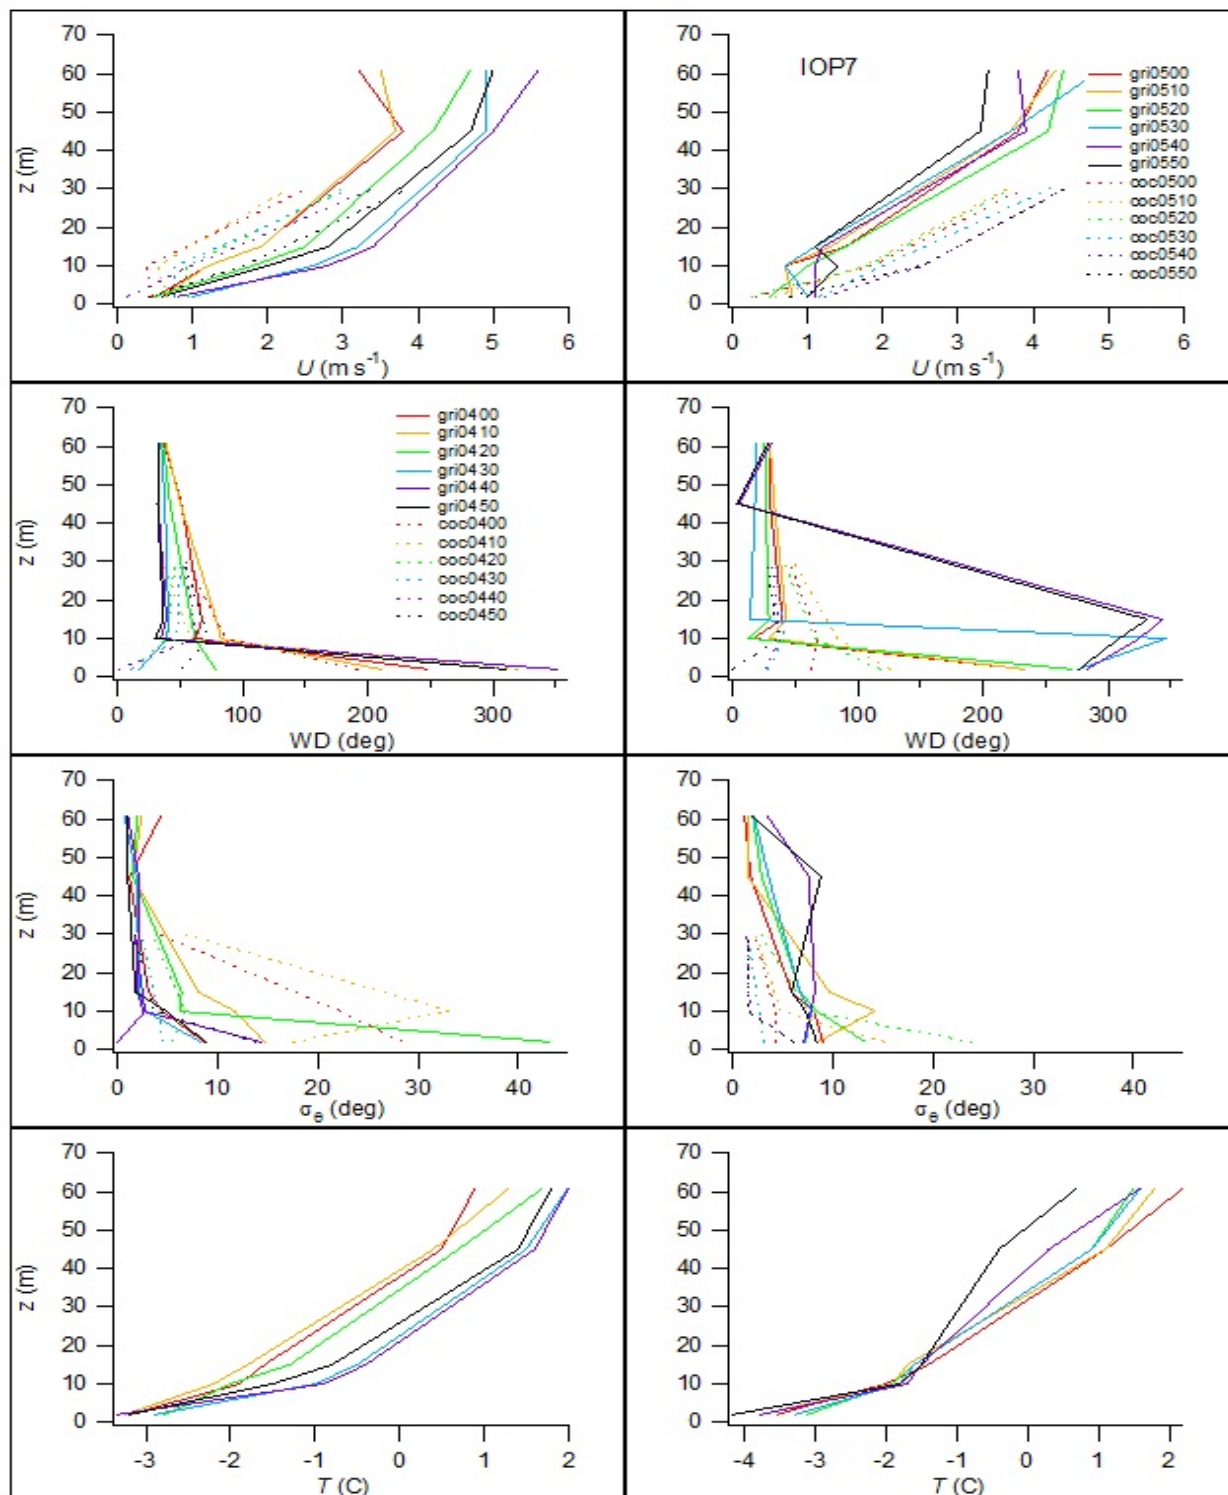 70
60
50
40
30
20
10
0
z (m)
0 1 2 3 4 5 6
U (m s-1)
IOP7
70
60
50
40
30
20
10
0
gri0500
gri0510
gri0520
gri0530
gri0540
gri0550
coc0500
coc0510
coc0520
coc0530
coc0540
coc0550
0 1 2 3 4 5 6
U (m s-1)
70
60
50
40
30
20
10
0
z (m)
gri0400
gri0410
gri0420
gri0430
gri0440
gri0450
coc0400
coc0410
coc0420
coc0430
coc0440
coc0450
0 100 200 300
WD (deg)
70
60
50
40
30
20
10
0
0 100 200 300
WD (deg)
70
60
50
40
30
20
10
0
z (m)
0 10 20 30 40
σθ (deg)
70
60
50
40
30
20
10
0
0 10 20 30 40
σθ (deg)
70
60
50
40
30
20
10
0
z (m)
-3 -2 -1 0 1 2
T (C)
70
60
50
40
30
20
10
0
-4 -3 -2 -1 0 1 2
T (C)